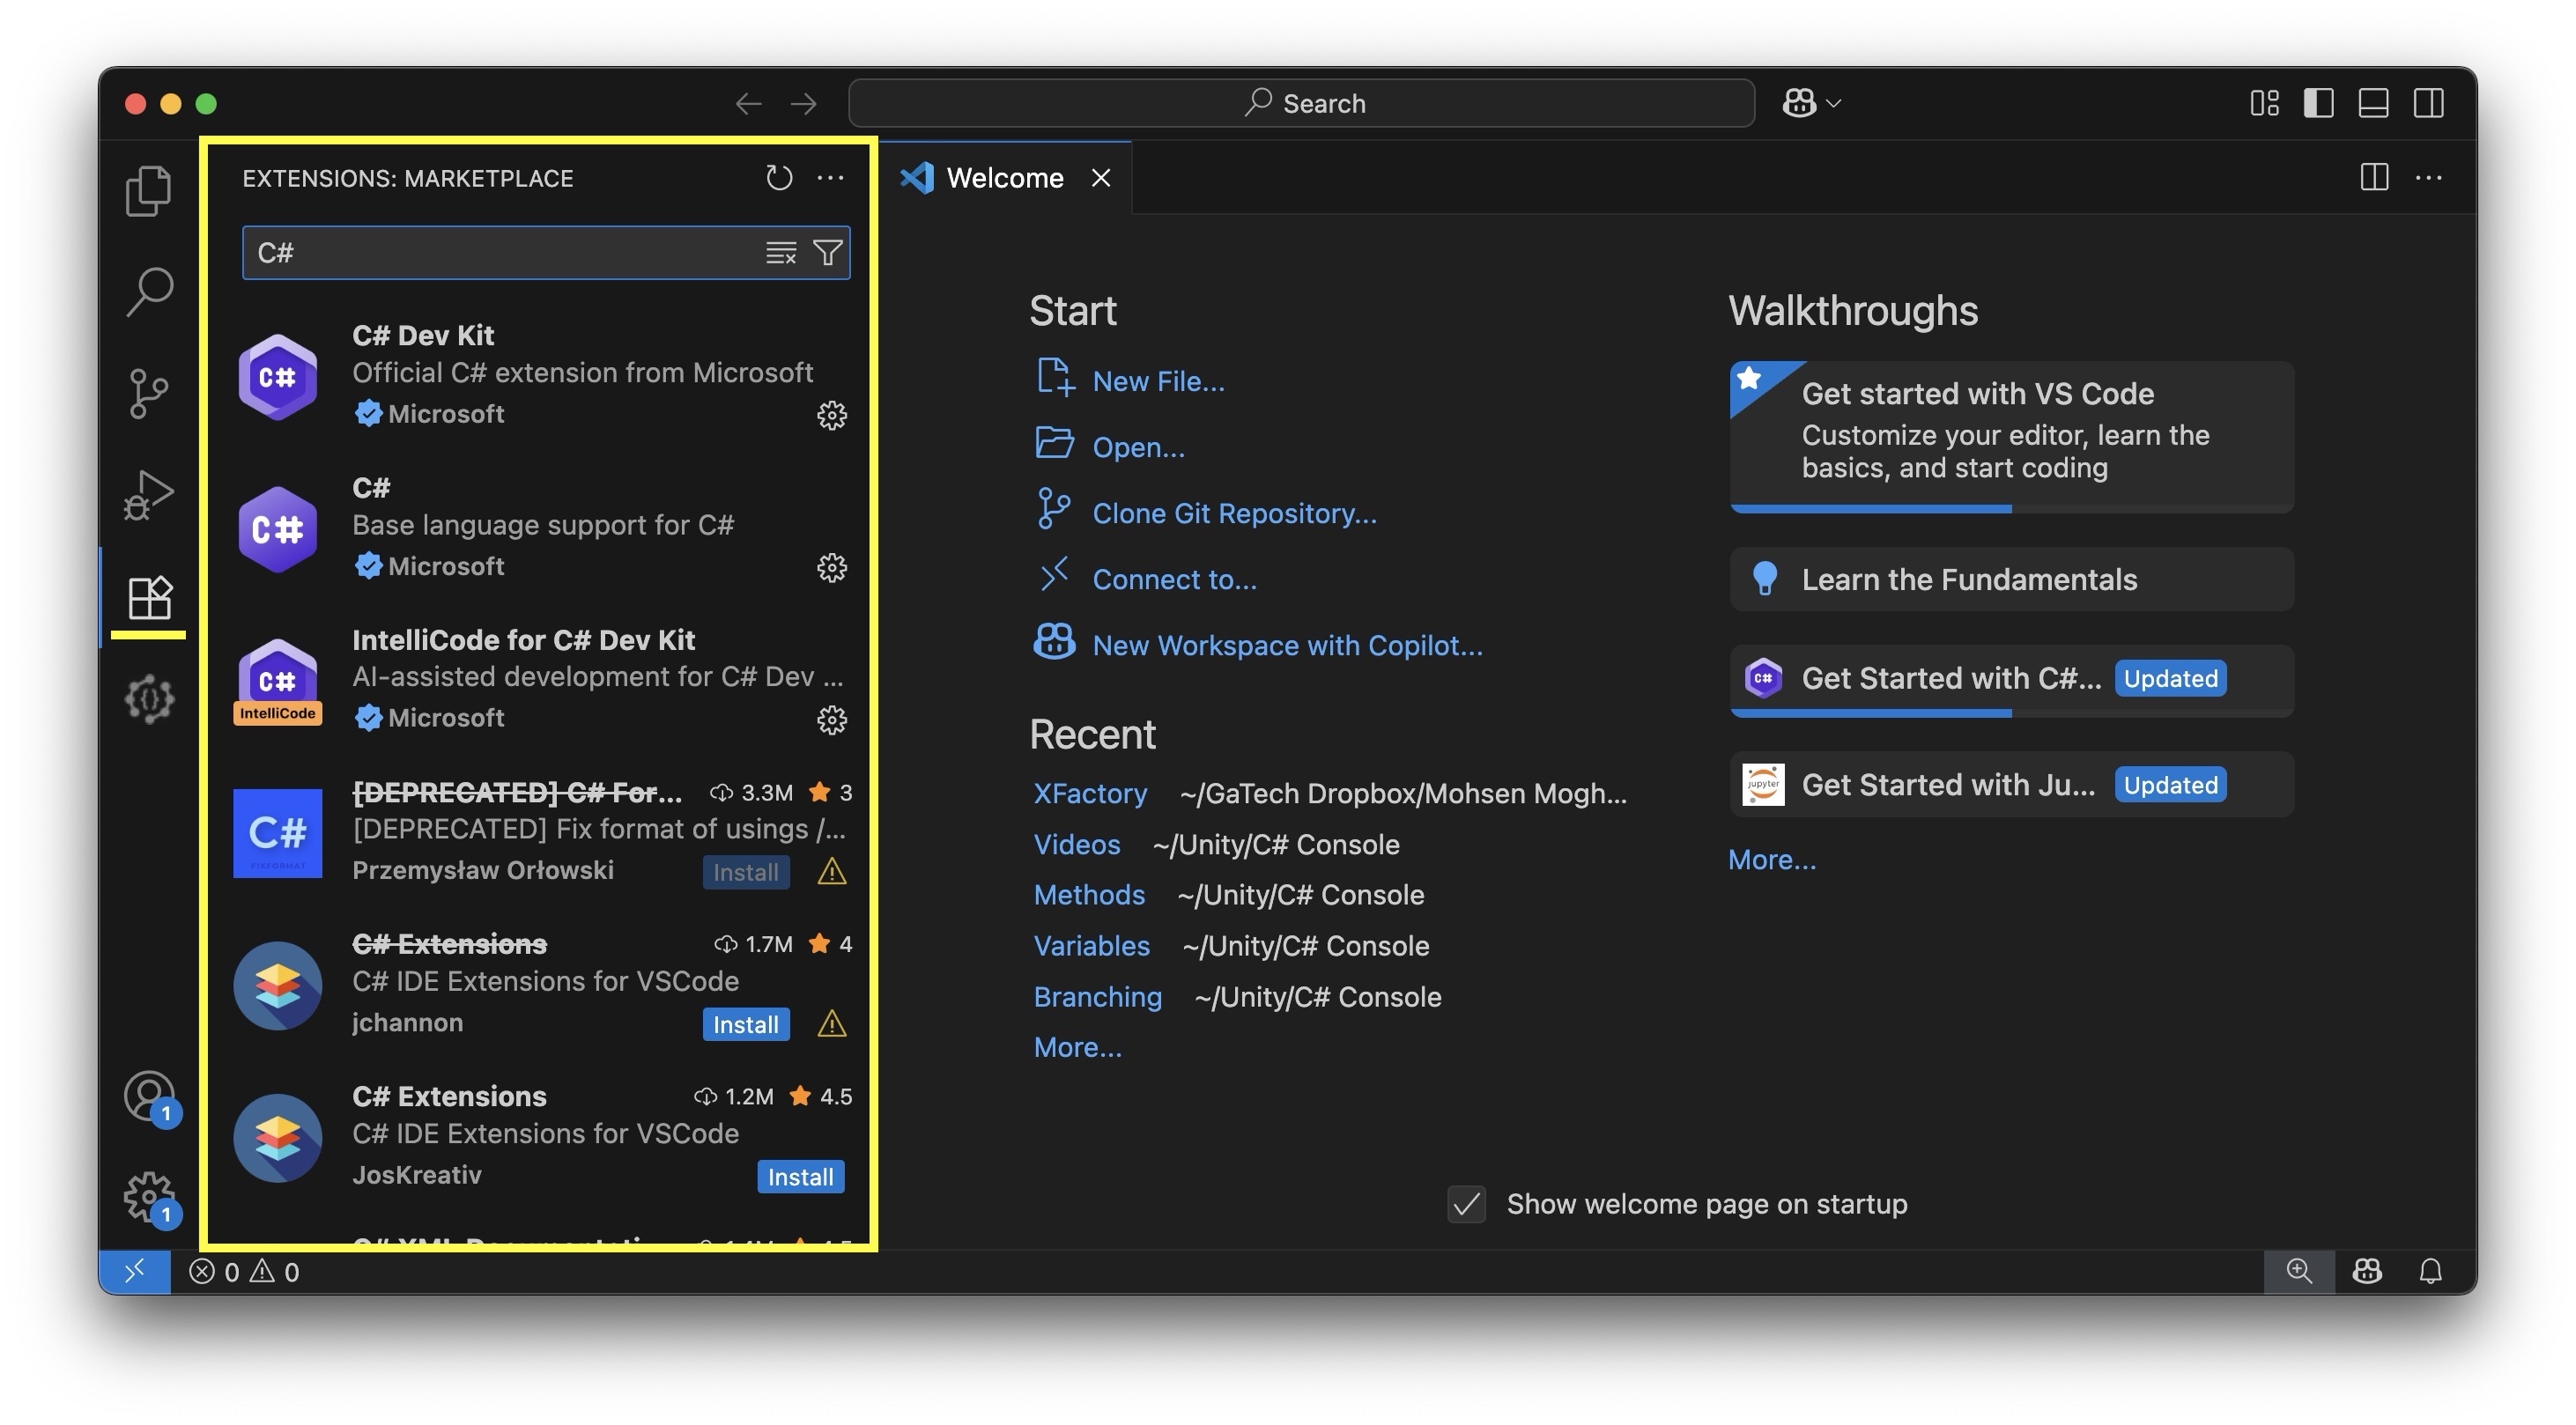 Search
EXTENSIONS: MARKETPLACE
C#
C# Dev Kit
Official C# extension from Microsoft
Microsoft
C#
C#
Base language support for C#
Microsoft
C#
IntelliCode for C# Dev Kit
AI-assisted development for C# Dev ...
Microsoft
C#
IntelliCode
[DEPRECATED] C# For... 3.3M 3
[DEPRECATED] Fix format of usings /...
Przemysław Orłowski Install
C#
FIXFORMAT
C# Extensions 1.7M 4
C# IDE Extensions for VSCode
jchannon Install
C# Extensions 1.2M 4.5
C# IDE Extensions for VSCode
JosKreativ Install
1
1
Welcome
Start
New File...
Open...
Clone Git Repository...
Connect to...
New Workspace with Copilot...
Recent
XFactory ~/GaTech Dropbox/Mohsen Mogh...
Videos ~/Unity/C# Console
Methods ~/Unity/C# Console
Variables ~/Unity/C# Console
Branching ~/Unity/C# Console
More...
Walkthroughs
Get started with VS Code
Customize your editor, learn the
basics, and start coding
Learn the Fundamentals
C# Get Started with C#... Updated
jupyter Get Started with Ju... Updated
More...
Show welcome page on startup
0 0